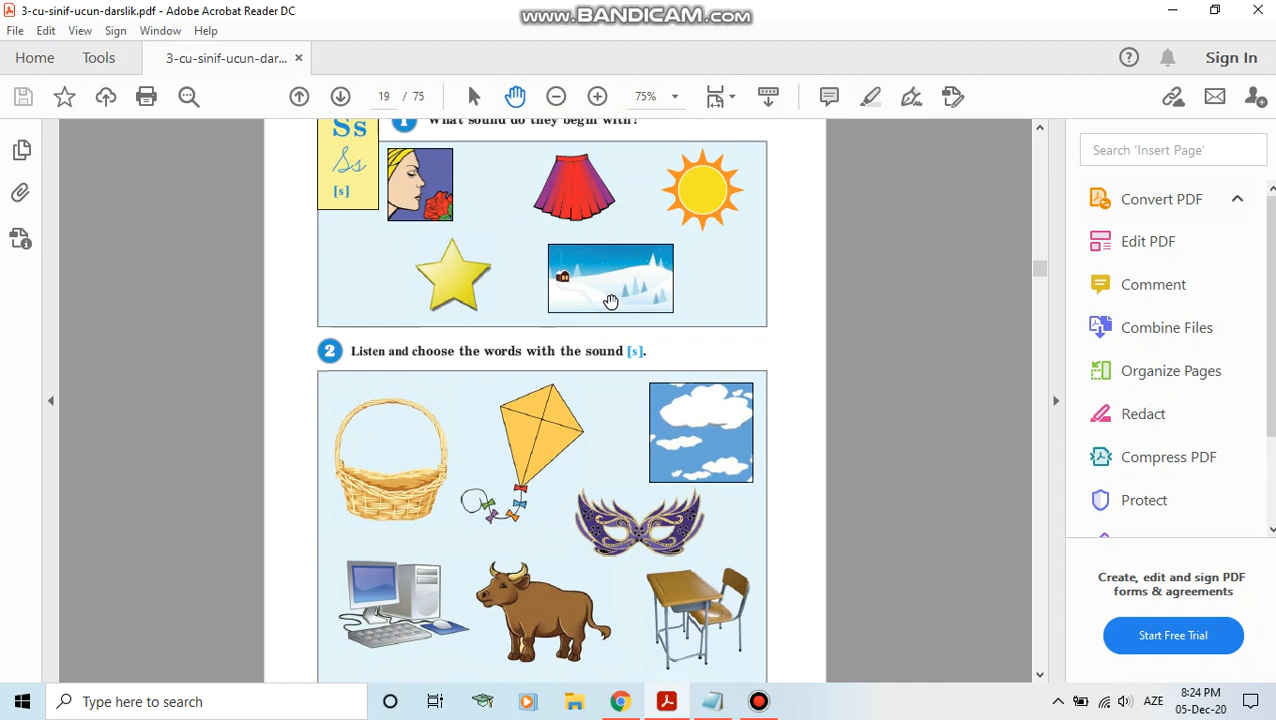 3-cu-sinif-ucun-darslik.pdf - Adobe Acrobat Reader DC
www.BANDICAM.com
File Edit View Sign Window Help
Home Tools 3-cu-sinif-ucun-dar... × Sign In
19 / 75 75%
Ss 1 What sound do they begin with?
Ss
[s]
2 Listen and choose the words with the sound [s].
Search 'Insert Page'
Convert PDF
Edit PDF
Comment
Combine Files
Organize Pages
Redact
Compress PDF
Protect
Create, edit and sign PDF
forms & agreements
Start Free Trial
Type here to search
AZE
8:24 PM
05-Dec-20